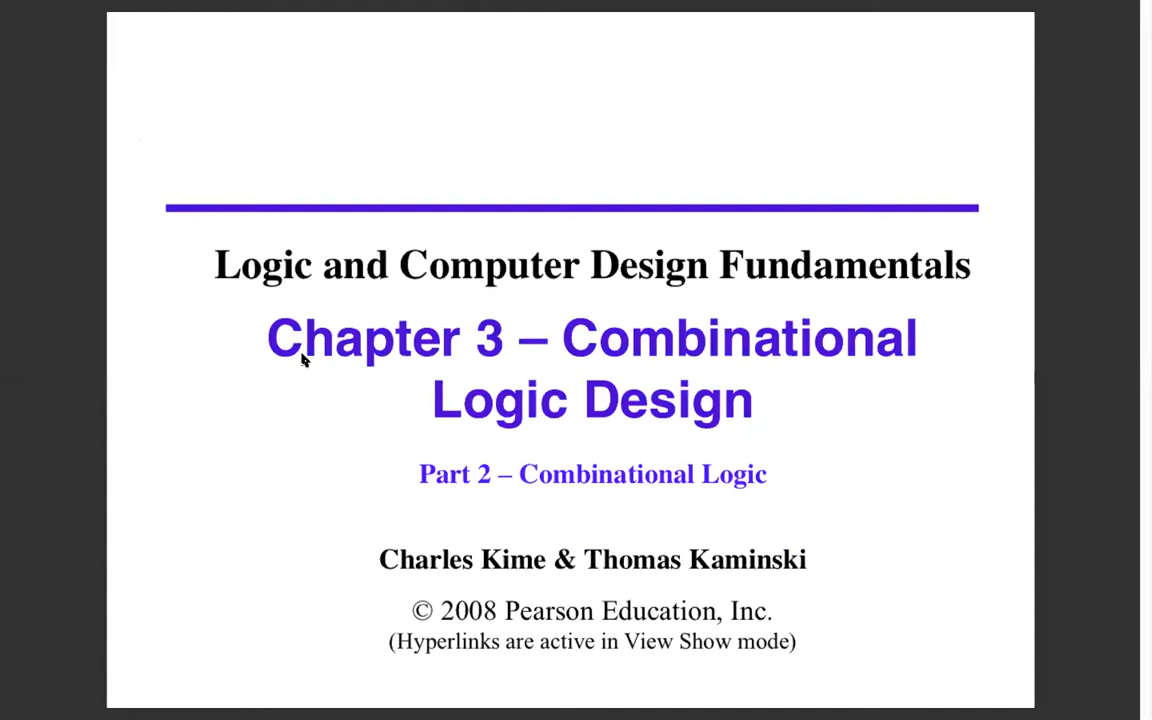 Logic and Computer Design Fundamentals
Chapter 3 – Combinational
Logic Design
Part 2 – Combinational Logic
Charles Kime & Thomas Kaminski
© 2008 Pearson Education, Inc.
(Hyperlinks are active in View Show mode)